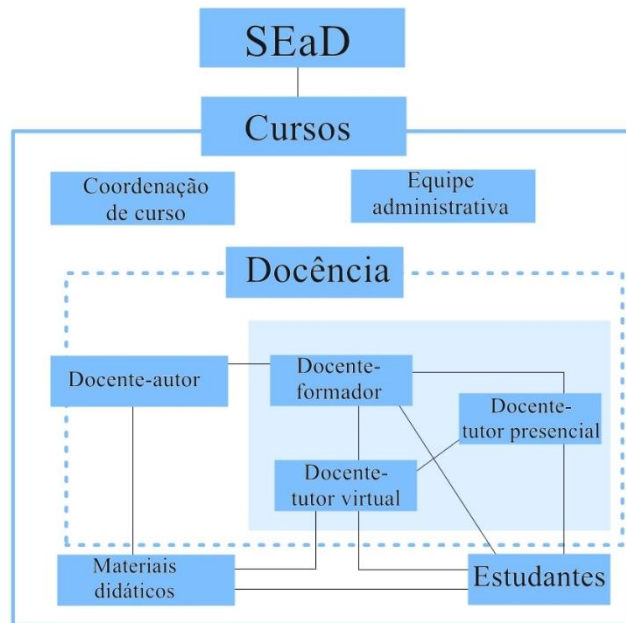 SEaD
Cursos
Coordenação
de curso
Equipe
administrativa
Docência
Docente-autor
Docente-
formador
Docente-
tutor presencial
Docente-
tutor virtual
Materiais
didáticos
Estudantes